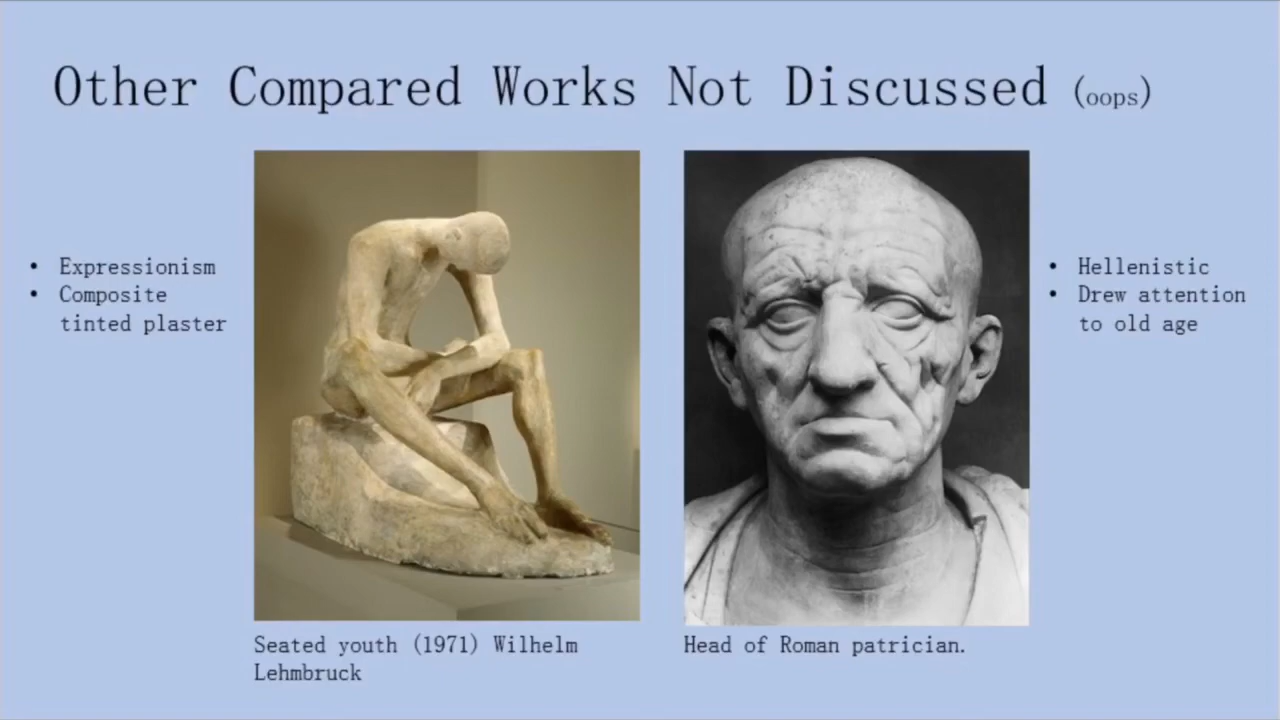 Other Compared Works Not Discussed (oops)
• Expressionism
• Composite
tinted plaster
• Hellenistic
• Drew attention
to old age
Seated youth (1971) Wilhelm
Lehmbruck
Head of Roman patrician.